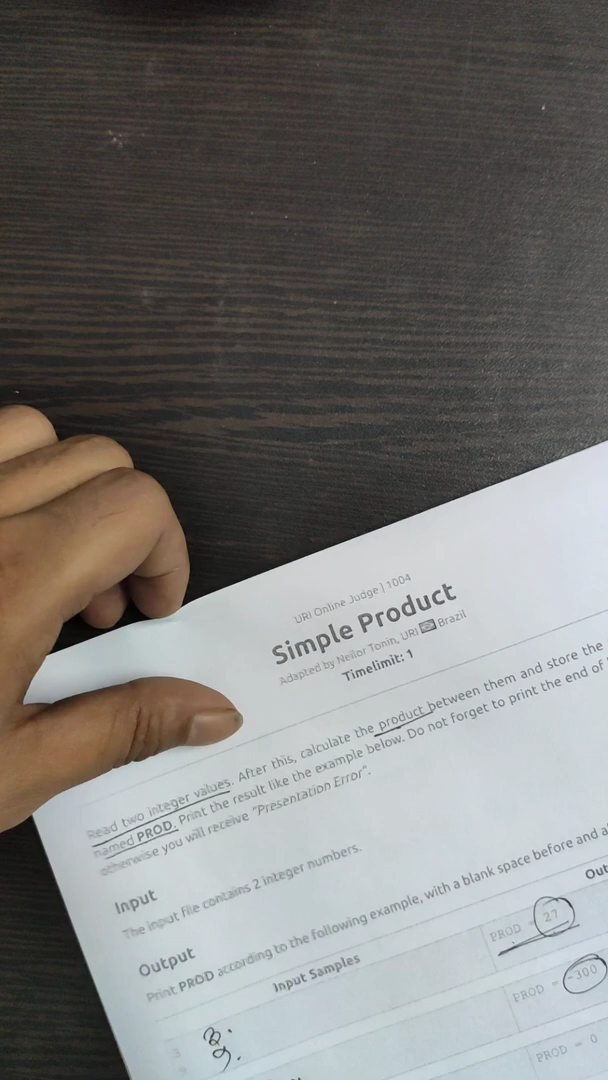 URI Online Judge | 1004
Simple Product
Adapted by Neilor Tonin, URI Brazil
Timelimit: 1
Read two integer values. After this, calculate the product between them and store the
named PROD. Print the result like the example below. Do not forget to print the end of
otherwise you will receive "Presentation Error".
Input
The input file contains 2 integer numbers.
Output
Print PROD according to the following example, with a blank space before and
Input Samples
PROD = 27
PROD = -300
PROD = 0